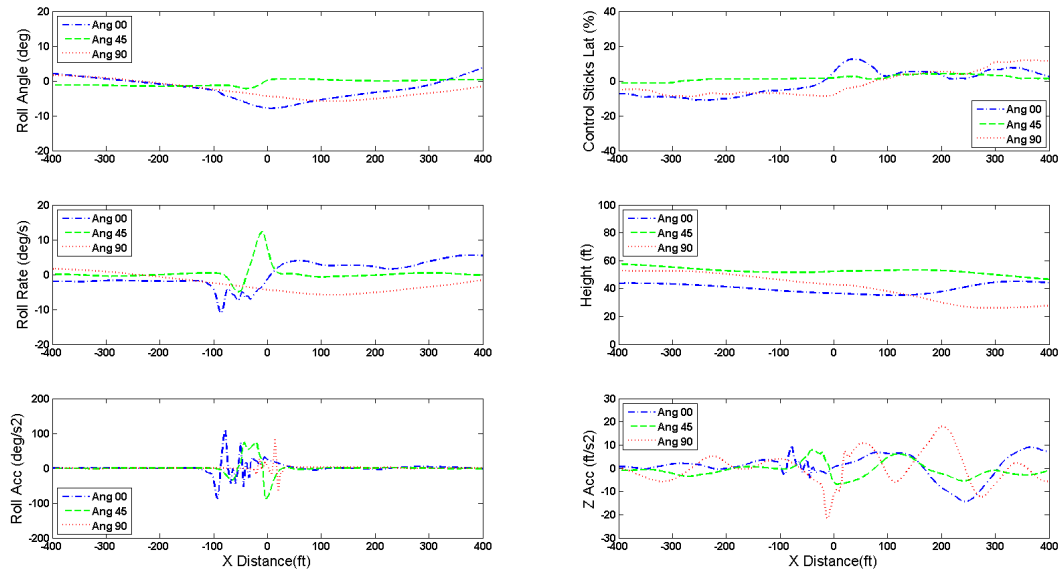 Roll Angle (deg)
20
10
0
-10
-20
Ang 00
Ang 45
Ang 90
-400 -300 -200 -100 0 100 200 300 400
Control Sticks Lat (%)
40
20
0
-20
-40
Ang 00
Ang 45
Ang 90
-400 -300 -200 -100 0 100 200 300 400
Roll Rate (deg/s)
20
10
0
-10
-20
Ang 00
Ang 45
Ang 90
-400 -300 -200 -100 0 100 200 300 400
Height (ft)
100
80
60
40
20
0
Ang 00
Ang 45
Ang 90
-400 -300 -200 -100 0 100 200 300 400
Roll Acc (deg/s2)
200
100
0
-100
-200
Ang 00
Ang 45
Ang 90
-400 -300 -200 -100 0 100 200 300 400
X Distance(ft)
Z Acc (ft/s2)
30
20
10
0
-10
-20
-30
Ang 00
Ang 45
Ang 90
-400 -300 -200 -100 0 100 200 300 400
X Distance(ft)